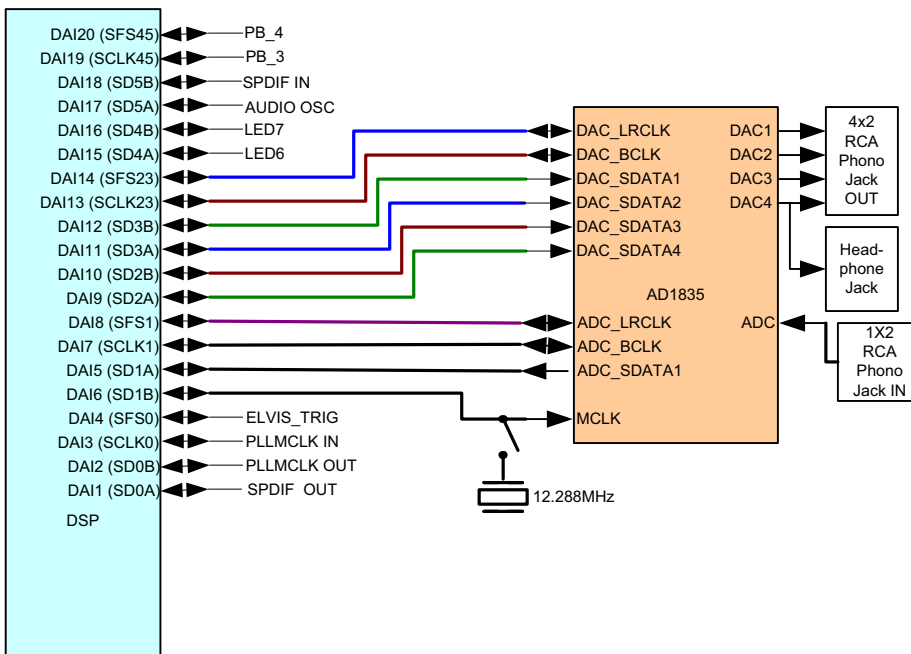 DAI20 (SFS45)
PB_4
DAI19 (SCLK45)
PB_3
DAI18 (SD5B)
SPDIF IN
DAI17 (SD5A)
AUDIO OSC
DAI16 (SD4B)
LED7
DAI15 (SD4A)
LED6
DAI14 (SFS23)
DAI13 (SCLK23)
DAI12 (SD3B)
DAI11 (SD3A)
DAI10 (SD2B)
DAI9 (SD2A)
DAI8 (SFS1)
DAI7 (SCLK1)
DAI5 (SD1A)
DAI6 (SD1B)
DAI4 (SFS0)
ELVIS_TRIG
DAI3 (SCLK0)
PLLMCLK IN
DAI2 (SD0B)
PLLMCLK OUT
DAI1 (SD0A)
SPDIF OUT
DSP
DAC_LRCLK
DAC_BCLK
DAC_SDATA1
DAC_SDATA2
DAC_SDATA3
DAC_SDATA4
AD1835
ADC_LRCLK
ADC_BCLK
ADC_SDATA1
MCLK
DAC1
DAC2
DAC3
DAC4
ADC
12.288MHz
4x2
RCA
Phono
Jack
OUT
Head-
phone
Jack
1X2
RCA
Phono
Jack IN